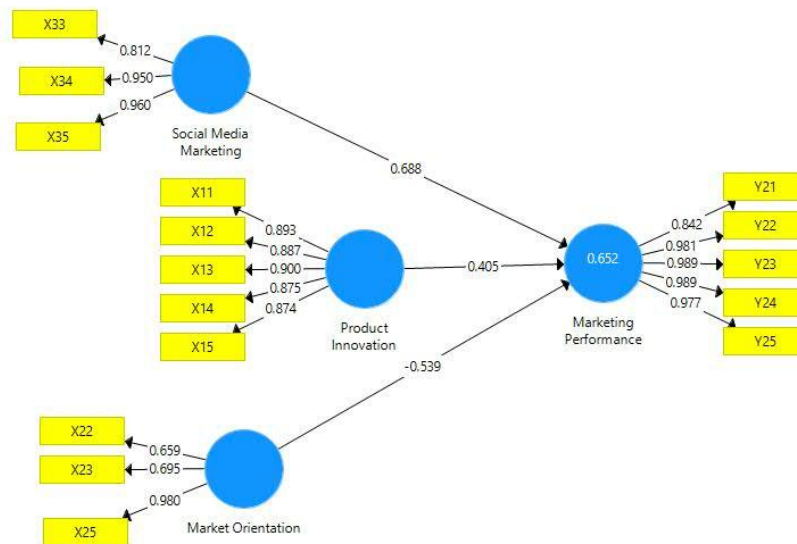 X33
0.812
X34
0.950
0.960
X35
Social Media
Marketing
0.688
X11
0.893
X12
0.887
X13
0.900
X14
0.875
0.874
X15
Product
Innovation
0.405
0.652
Marketing
Performance
Y21
0.842
Y22
0.981
0.989
Y23
0.989
Y24
0.977
Y25
-0.539
X22
0.659
X23
0.695
0.980
X25
Market Orientation